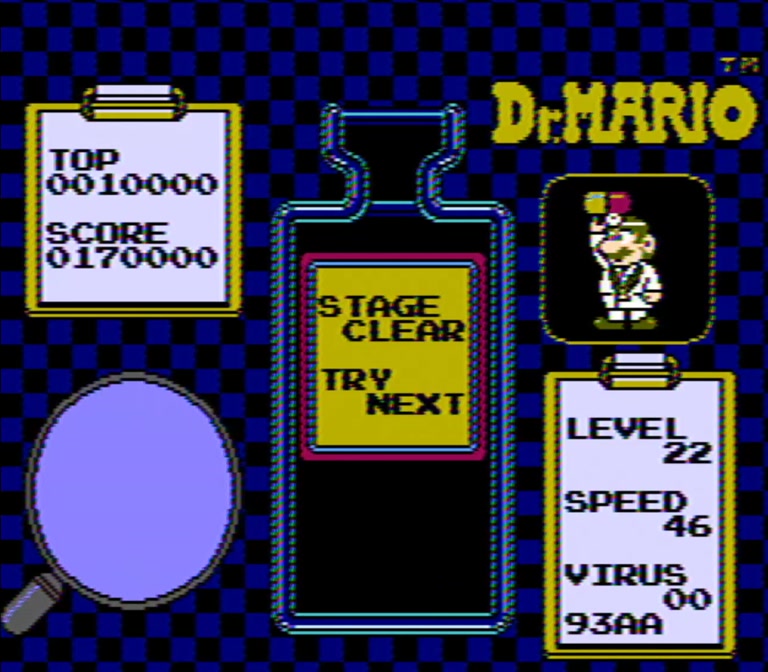 TM
Dr. MARIO
TOP
0010000
SCORE
0170000
STAGE
CLEAR
TRY
NEXT
LEVEL
22
SPEED
46
VIRUS
00
93AA